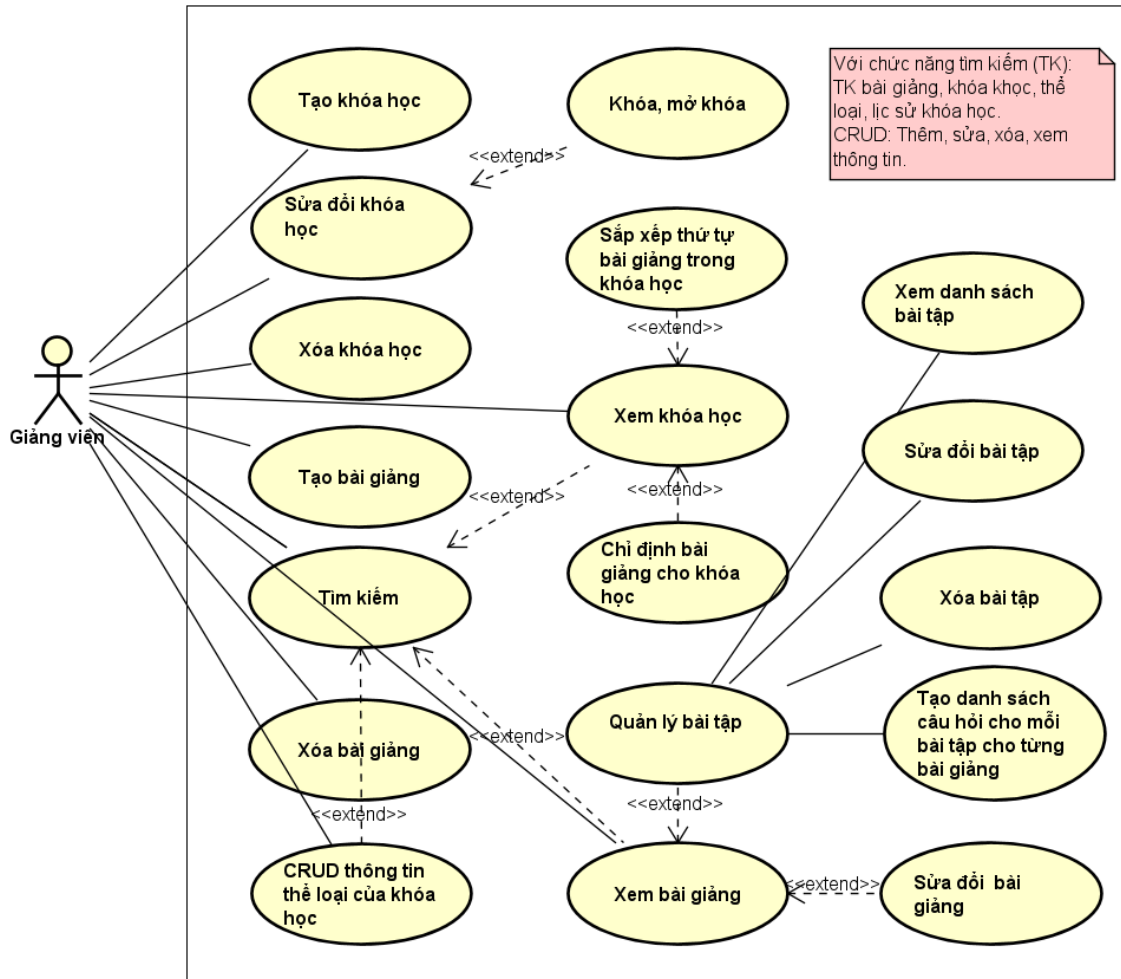 Tạo khóa học
Khóa, mở khóa
Với chức năng tìm kiếm (TK):
TK bài giảng, khóa khọc, thể
loại, lịc sử khóa học.
CRUD: Thêm, sửa, xóa, xem
thông tin.
<<extend>>
Sửa đổi khóa
học
Sắp xếp thứ tự
bài giảng trong
khóa học
Xem danh sách
bài tập
<<extend>>
Xóa khóa học
Giảng viên
Xem khóa học
Sửa đổi bài tập
Tạo bài giảng
<<extend>>
<<extend>>
Chỉ định bài
giảng cho khóa
học
Tìm kiếm
Xóa bài tập
Quản lý bài tập
Tạo danh sách
câu hỏi cho mỗi
bài tập cho từng
bài giảng
Xóa bài giảng
<<extend>>
<<extend>>
<<extend>>
CRUD thông tin
thể loại của khóa
học
Xem bài giảng
<<extend>>
Sửa đổi  bài
giảng